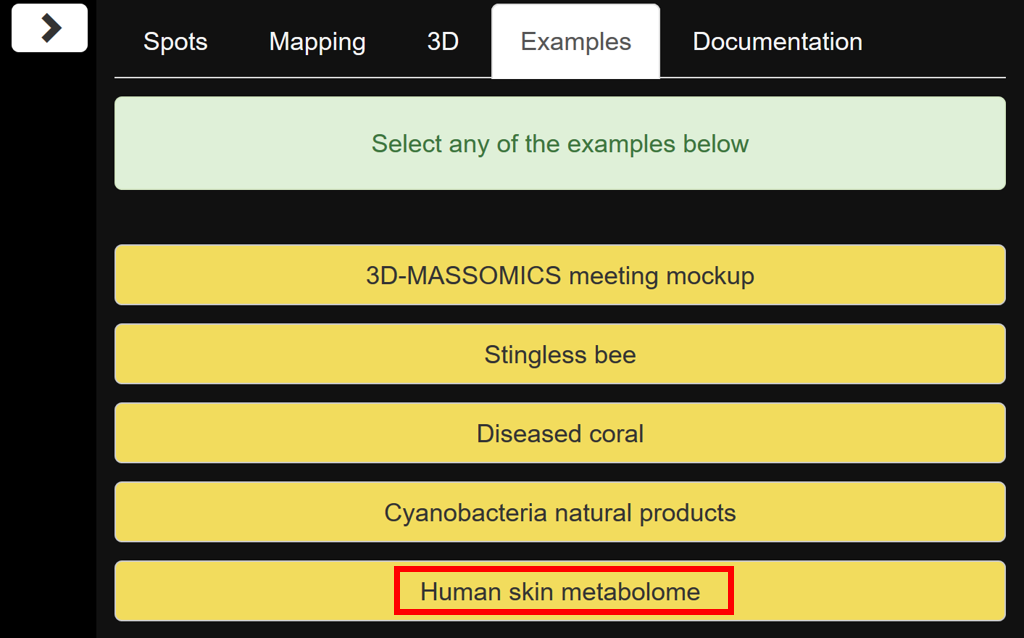 Spots Mapping 3D Examples Documentation
Select any of the examples below
3D-MASSOMICS meeting mockup
Stingless bee
Diseased coral
Cyanobacteria natural products
Human skin metabolome